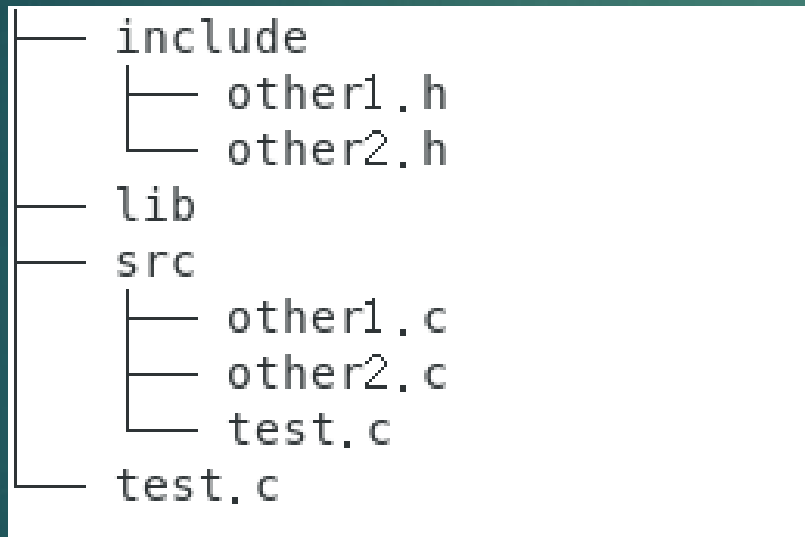 include
other1.h
other2.h
lib
src
other1.c
other2.c
test.c
test.c